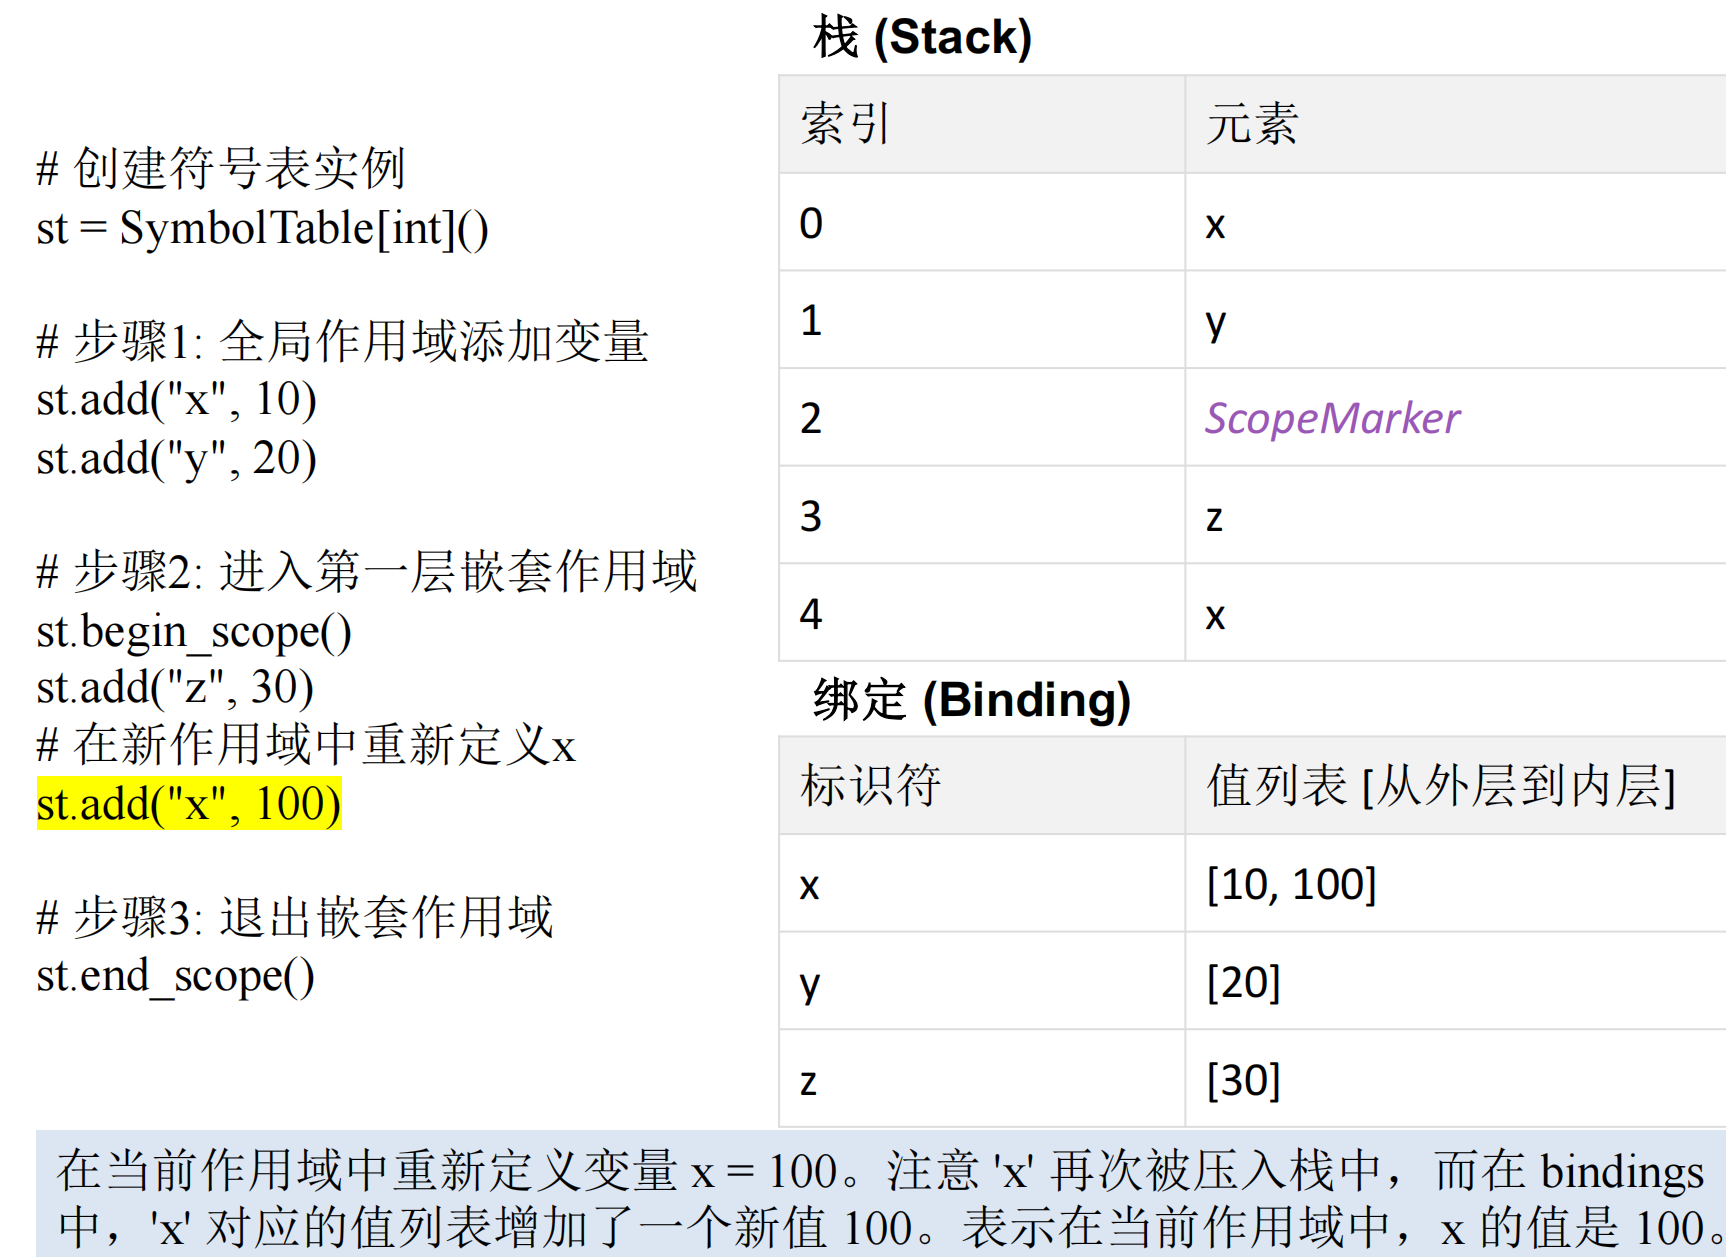 # 创建符号表实例
st = SymbolTable[int]()
# 步骤1: 全局作用域添加变量
st.add("x", 10)
st.add("y", 20)
# 步骤2: 进入第一层嵌套作用域
st.begin_scope()
st.add("z", 30)
# 在新作用域中重新定义x
st.add("x", 100)
# 步骤3: 退出嵌套作用域
st.end_scope()
栈 (Stack)
索引 元素
0 x
1 y
2 ScopeMarker
3 z
4 x
绑定 (Binding)
标识符 值列表 [从外层到内层]
x [10, 100]
y [20]
z [30]
在当前作用域中重新定义变量 x = 100。注意 'x' 再次被压入栈中，而在 bindings
中，'x' 对应的值列表增加了一个新值 100。表示在当前作用域中，x 的值是 100。